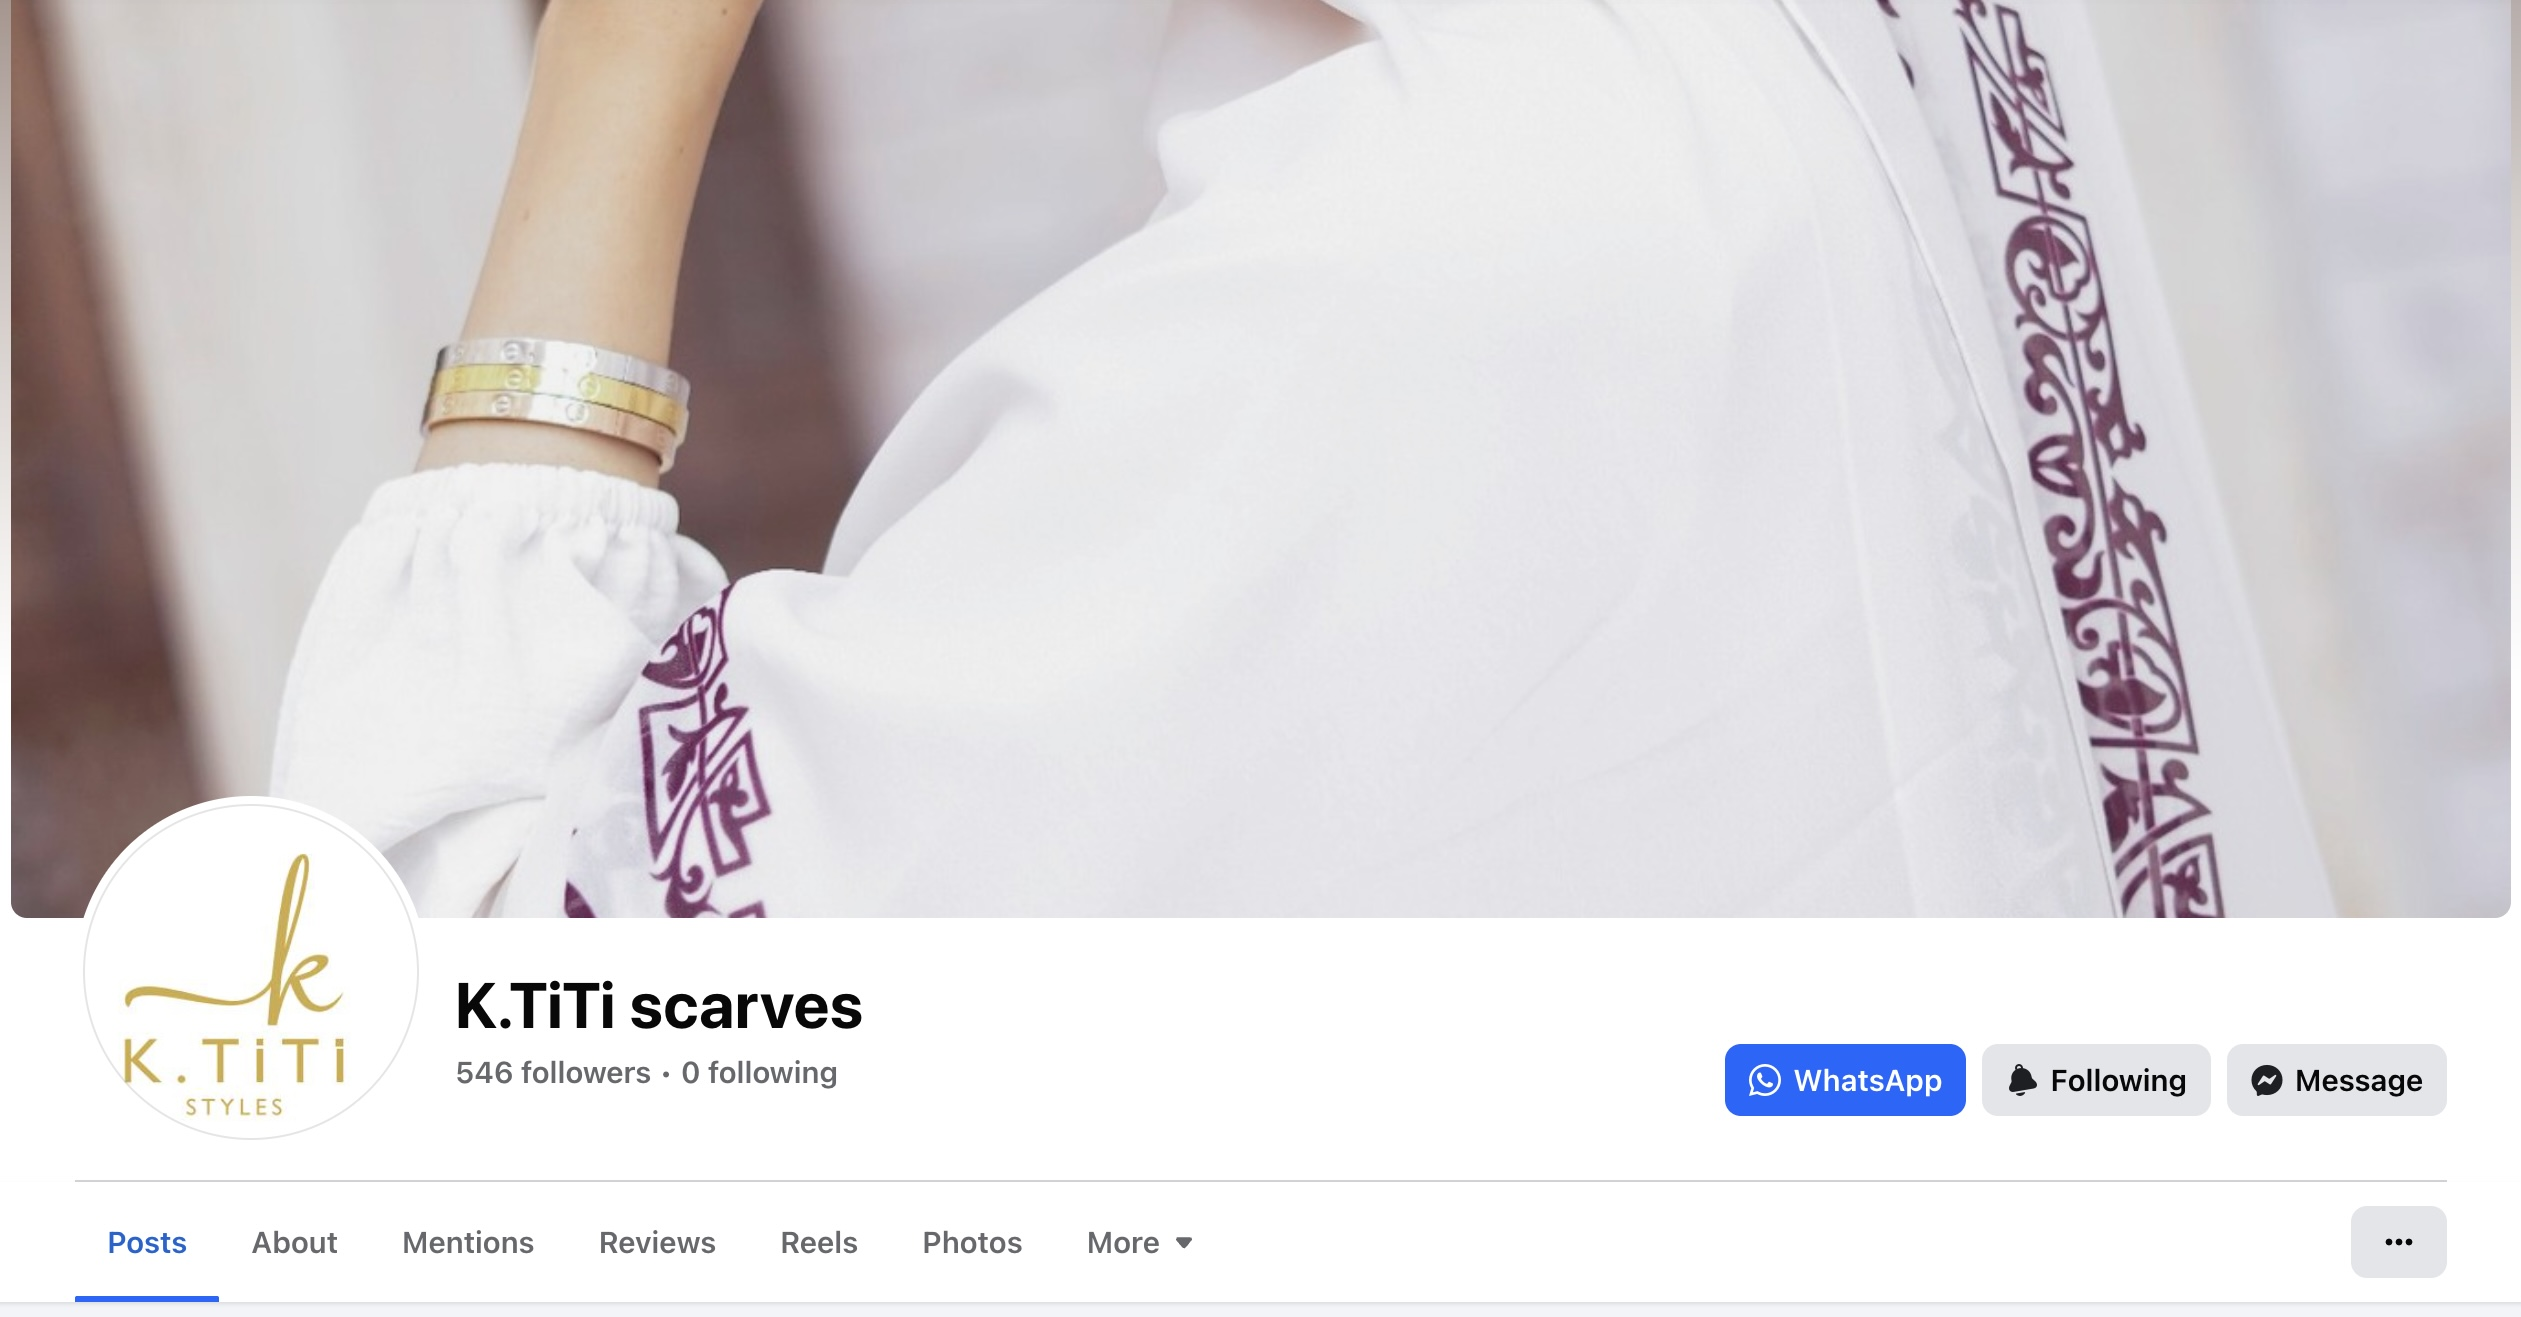 K.TiTi
STYLES
K.TiTi scarves
546 followers • 0 following
WhatsApp
Following
Message
Posts
About
Mentions
Reviews
Reels
Photos
More